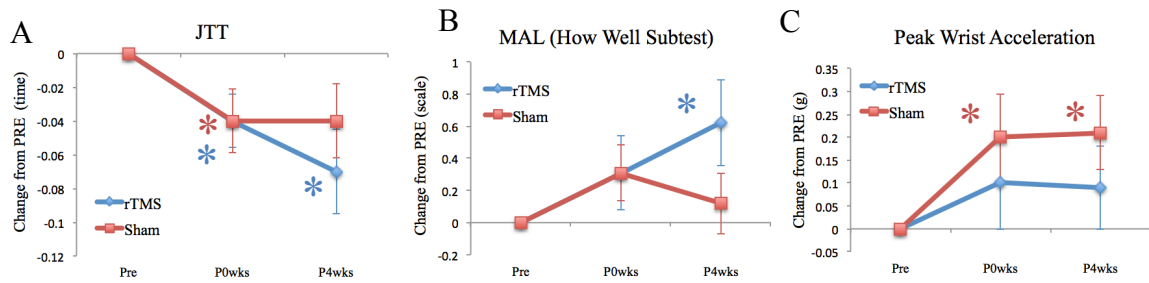 A
JTT
Change from PRE (time)
0
-0.02
-0.04
-0.06
-0.08
-0.1
-0.12
*
*
*
rTMS
Sham
Pre
P0wks
P4wks
B
MAL (How Well Subtest)
Change from PRE (scale)
1
0.8
0.6
0.4
0.2
0
-0.2
rTMS
Sham
*
Pre
P0wks
P4wks
C
Peak Wrist Acceleration
Change from PRE (g)
0.35
0.3
0.25
0.2
0.15
0.1
0.05
0
-0.05
rTMS
Sham
*
*
Pre
P0wks
P4wks